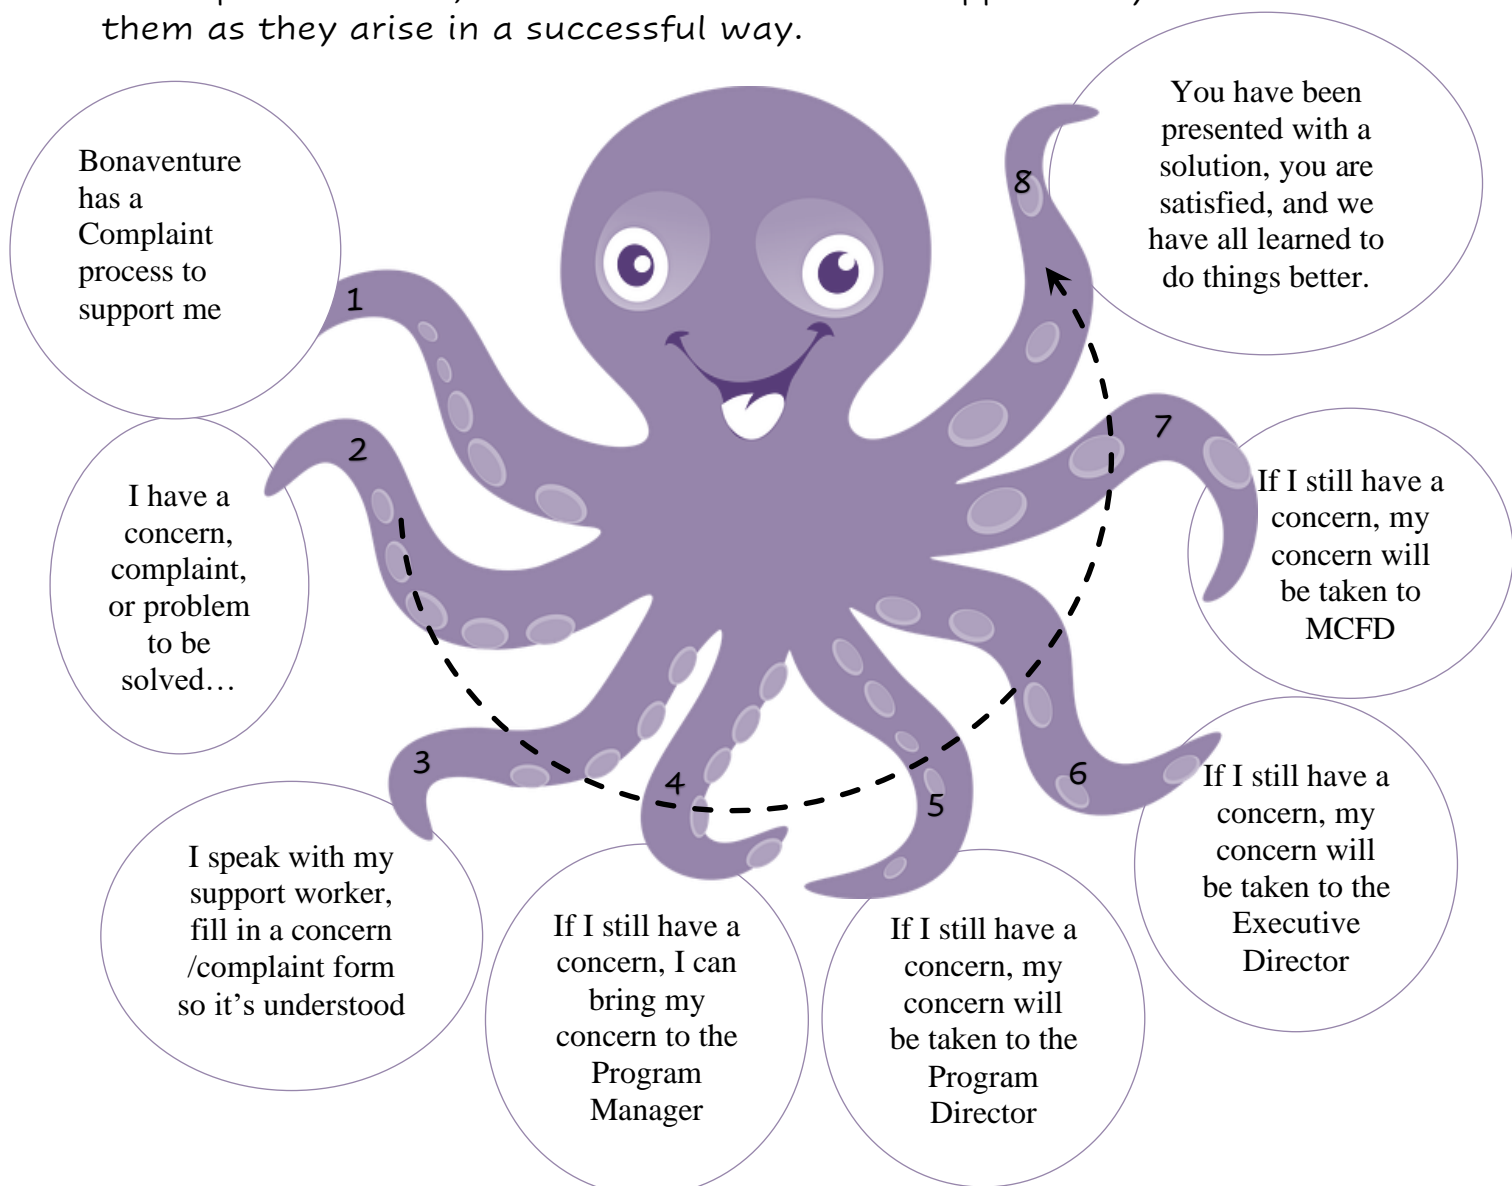 them as they arise in a successful way.
Bonaventure
has a
Complaint
process to
support me
1
2
I have a
concern,
complaint,
or problem
to be
solved…
3
I speak with my
support worker,
fill in a concern
/complaint form
so it's understood
4
If I still have a
concern, I can
bring my
concern to the
Program
Manager
5
If I still have a
concern, my
concern will
be taken to the
Program
Director
6
If I still have a
concern, my
concern will
be taken to the
Executive
Director
7
If I still have a
concern, my
concern will
be taken to
MCFD
8
You have been
presented with a
solution, you are
satisfied, and we
have all learned to
do things better.